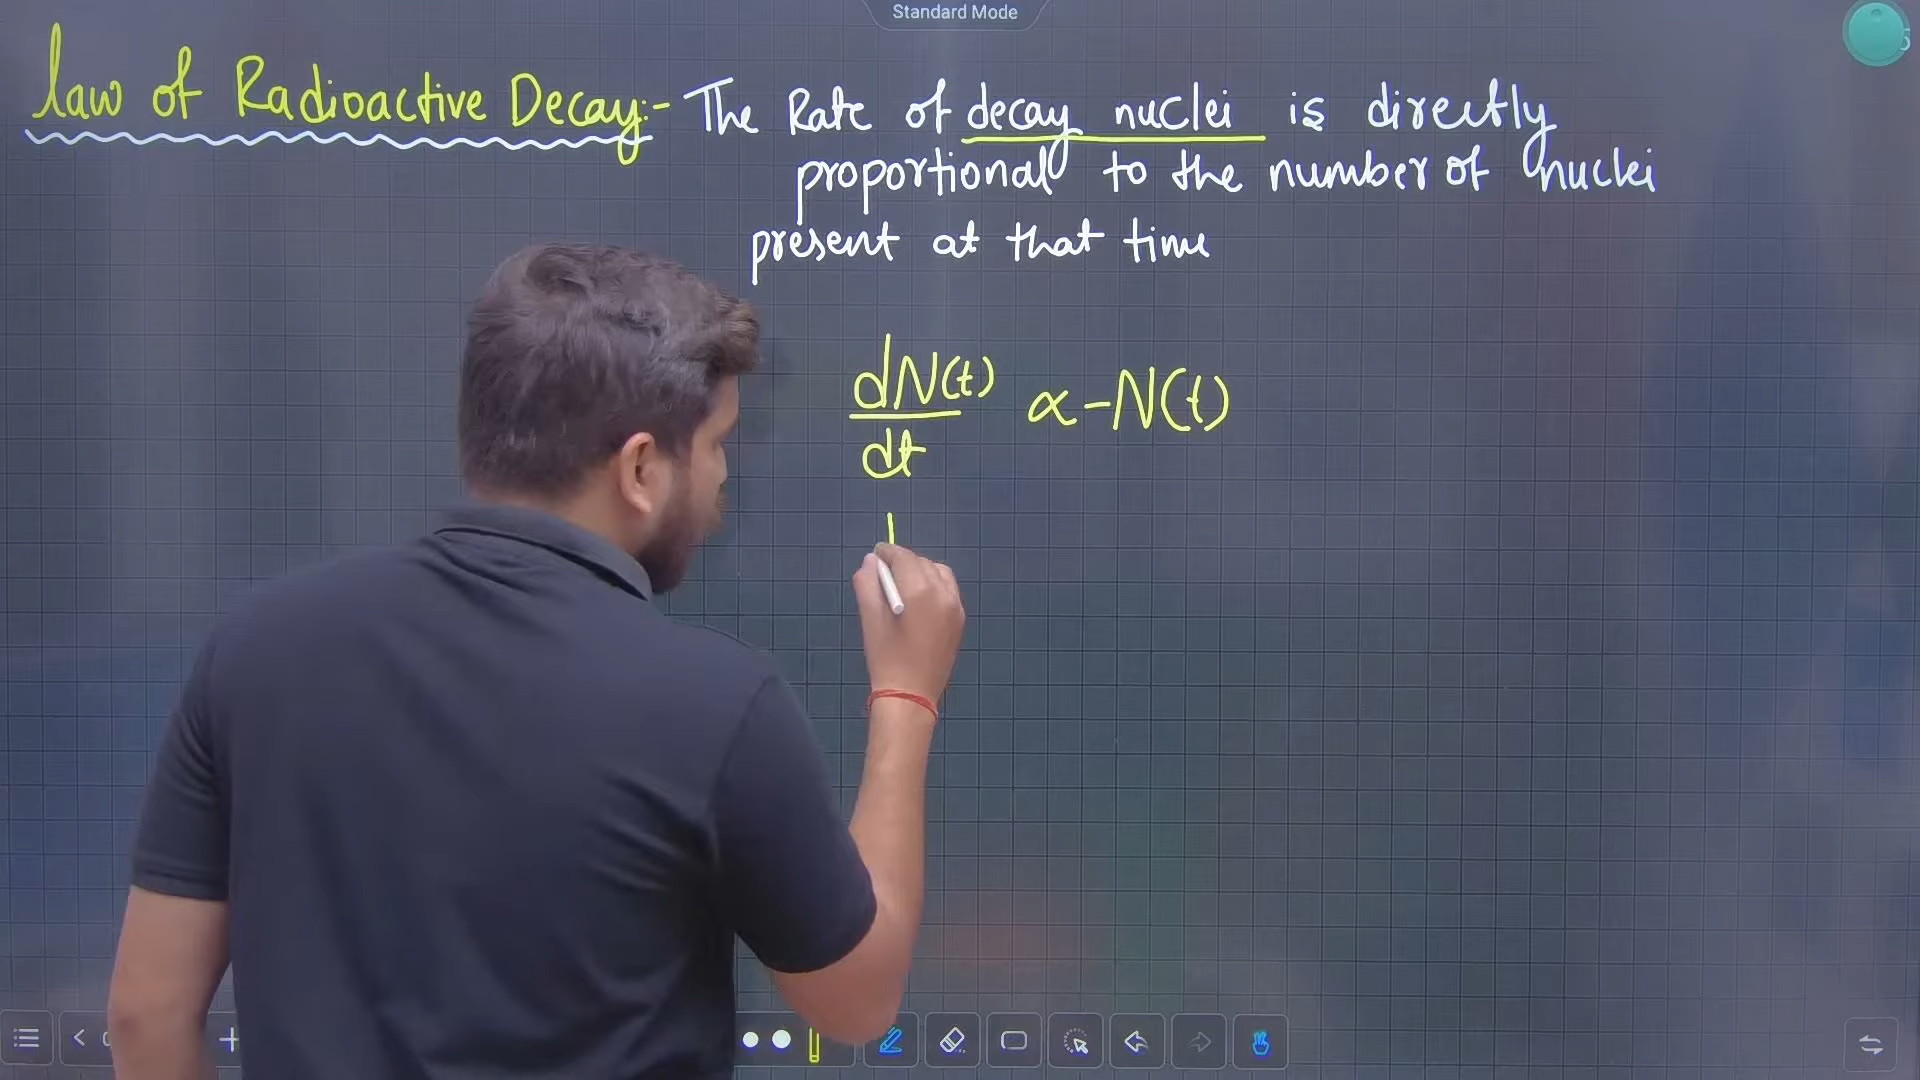 Standard Mode
Law of Radioactive Decay:- The Rate of decay nuclei is directly
proportional to the number of nuclei
present at that time
dN(t)
dt
∝ -N(t)